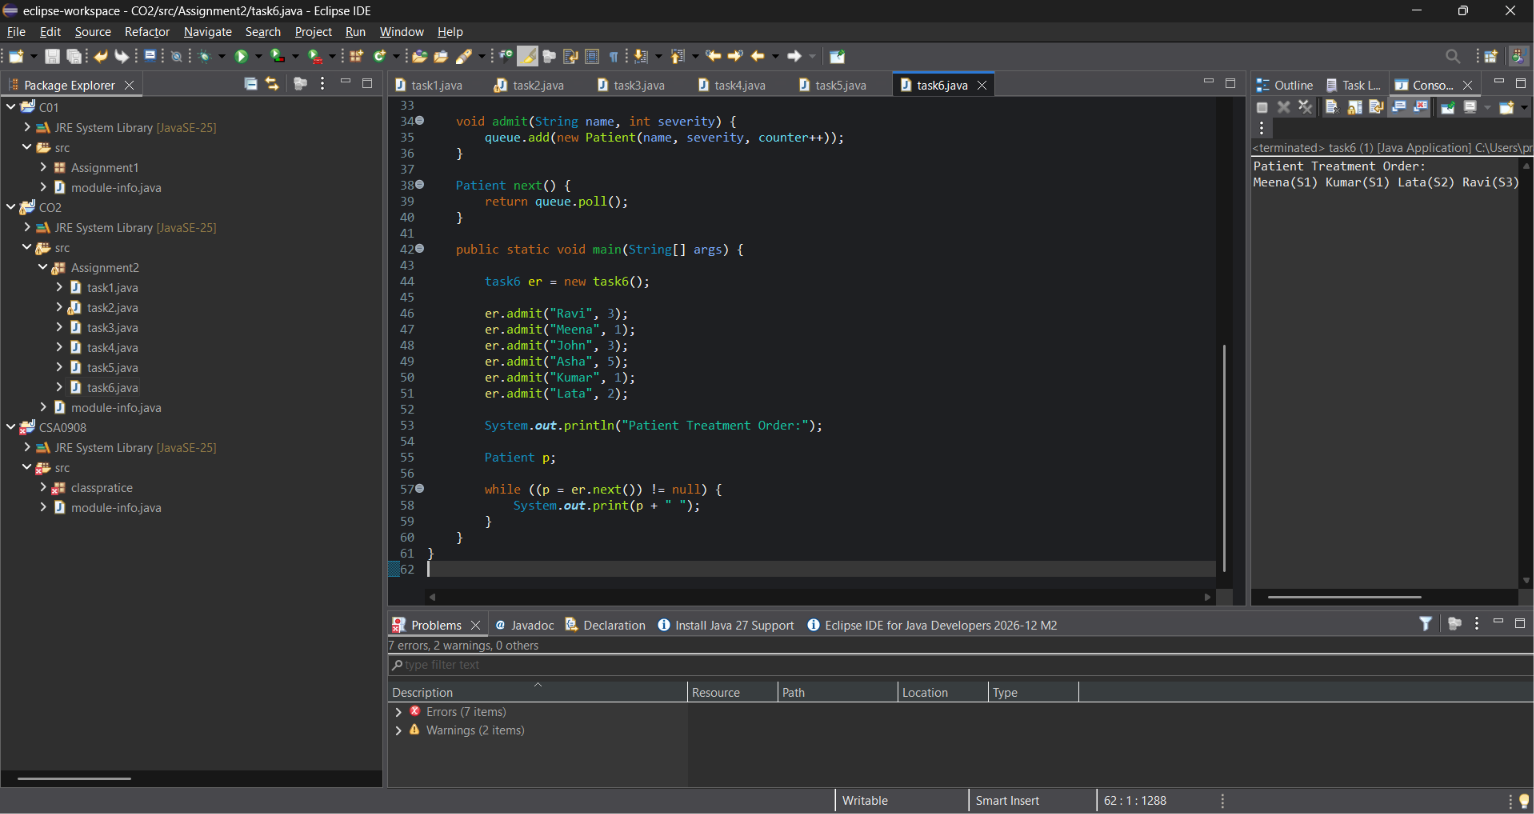 eclipse-workspace - CO2/src/Assignment2/task6.java - Eclipse IDE
File Edit Source Refactor Navigate Search Project Run Window Help
Package Explorer
C01
JRE System Library [JavaSE-25]
src
Assignment1
module-info.java
CO2
JRE System Library [JavaSE-25]
src
Assignment2
task1.java
task2.java
task3.java
task4.java
task5.java
task6.java
module-info.java
CSA0908
JRE System Library [JavaSE-25]
src
classpratice
module-info.java
task1.java task2.java task3.java task4.java task5.java task6.java
33
34 void admit(String name, int severity) {
35 queue.add(new Patient(name, severity, counter++));
36 }
37
38 Patient next() {
39 return queue.poll();
40 }
41
42 public static void main(String[] args) {
43
44 task6 er = new task6();
45
46 er.admit("Ravi", 3);
47 er.admit("Meena", 1);
48 er.admit("John", 3);
49 er.admit("Asha", 5);
50 er.admit("Kumar", 1);
51 er.admit("Lata", 2);
52
53 System.out.println("Patient Treatment Order:");
54
55 Patient p;
56
57 while ((p = er.next()) != null) {
58 System.out.print(p + " ");
59 }
60 }
61 }
62
Outline Task L... Conso...
<terminated> task6 (1) [Java Application] C:\Users\pr
Patient Treatment Order:
Meena(S1) Kumar(S1) Lata(S2) Ravi(S3)
Problems Javadoc Declaration Install Java 27 Support Eclipse IDE for Java Developers 2026-12 M2
7 errors, 2 warnings, 0 others
type filter text
Description Resource Path Location Type
Errors (7 items)
Warnings (2 items)
Writable Smart Insert 62 : 1 : 1288